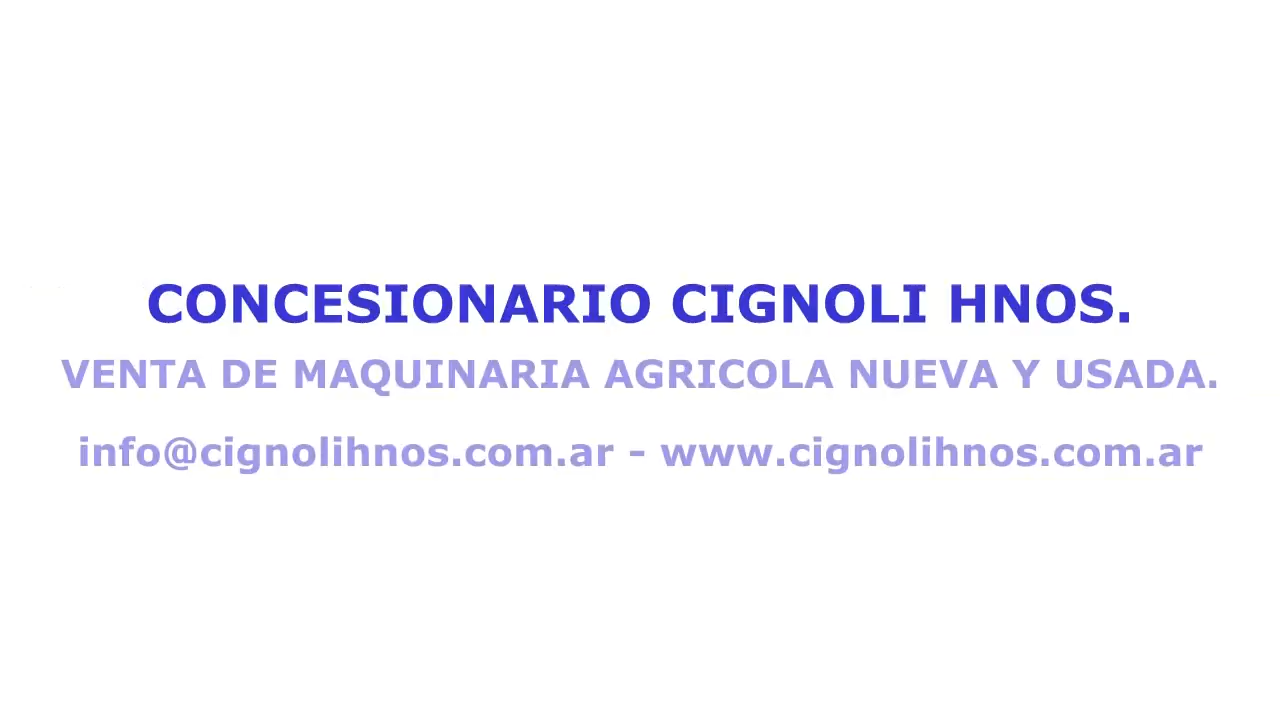 CONCESIONARIO CIGNOLI HNOS.
VENTA DE MAQUINARIA AGRICOLA NUEVA Y USADA.
info@cignolihnos.com.ar - www.cignolihnos.com.ar